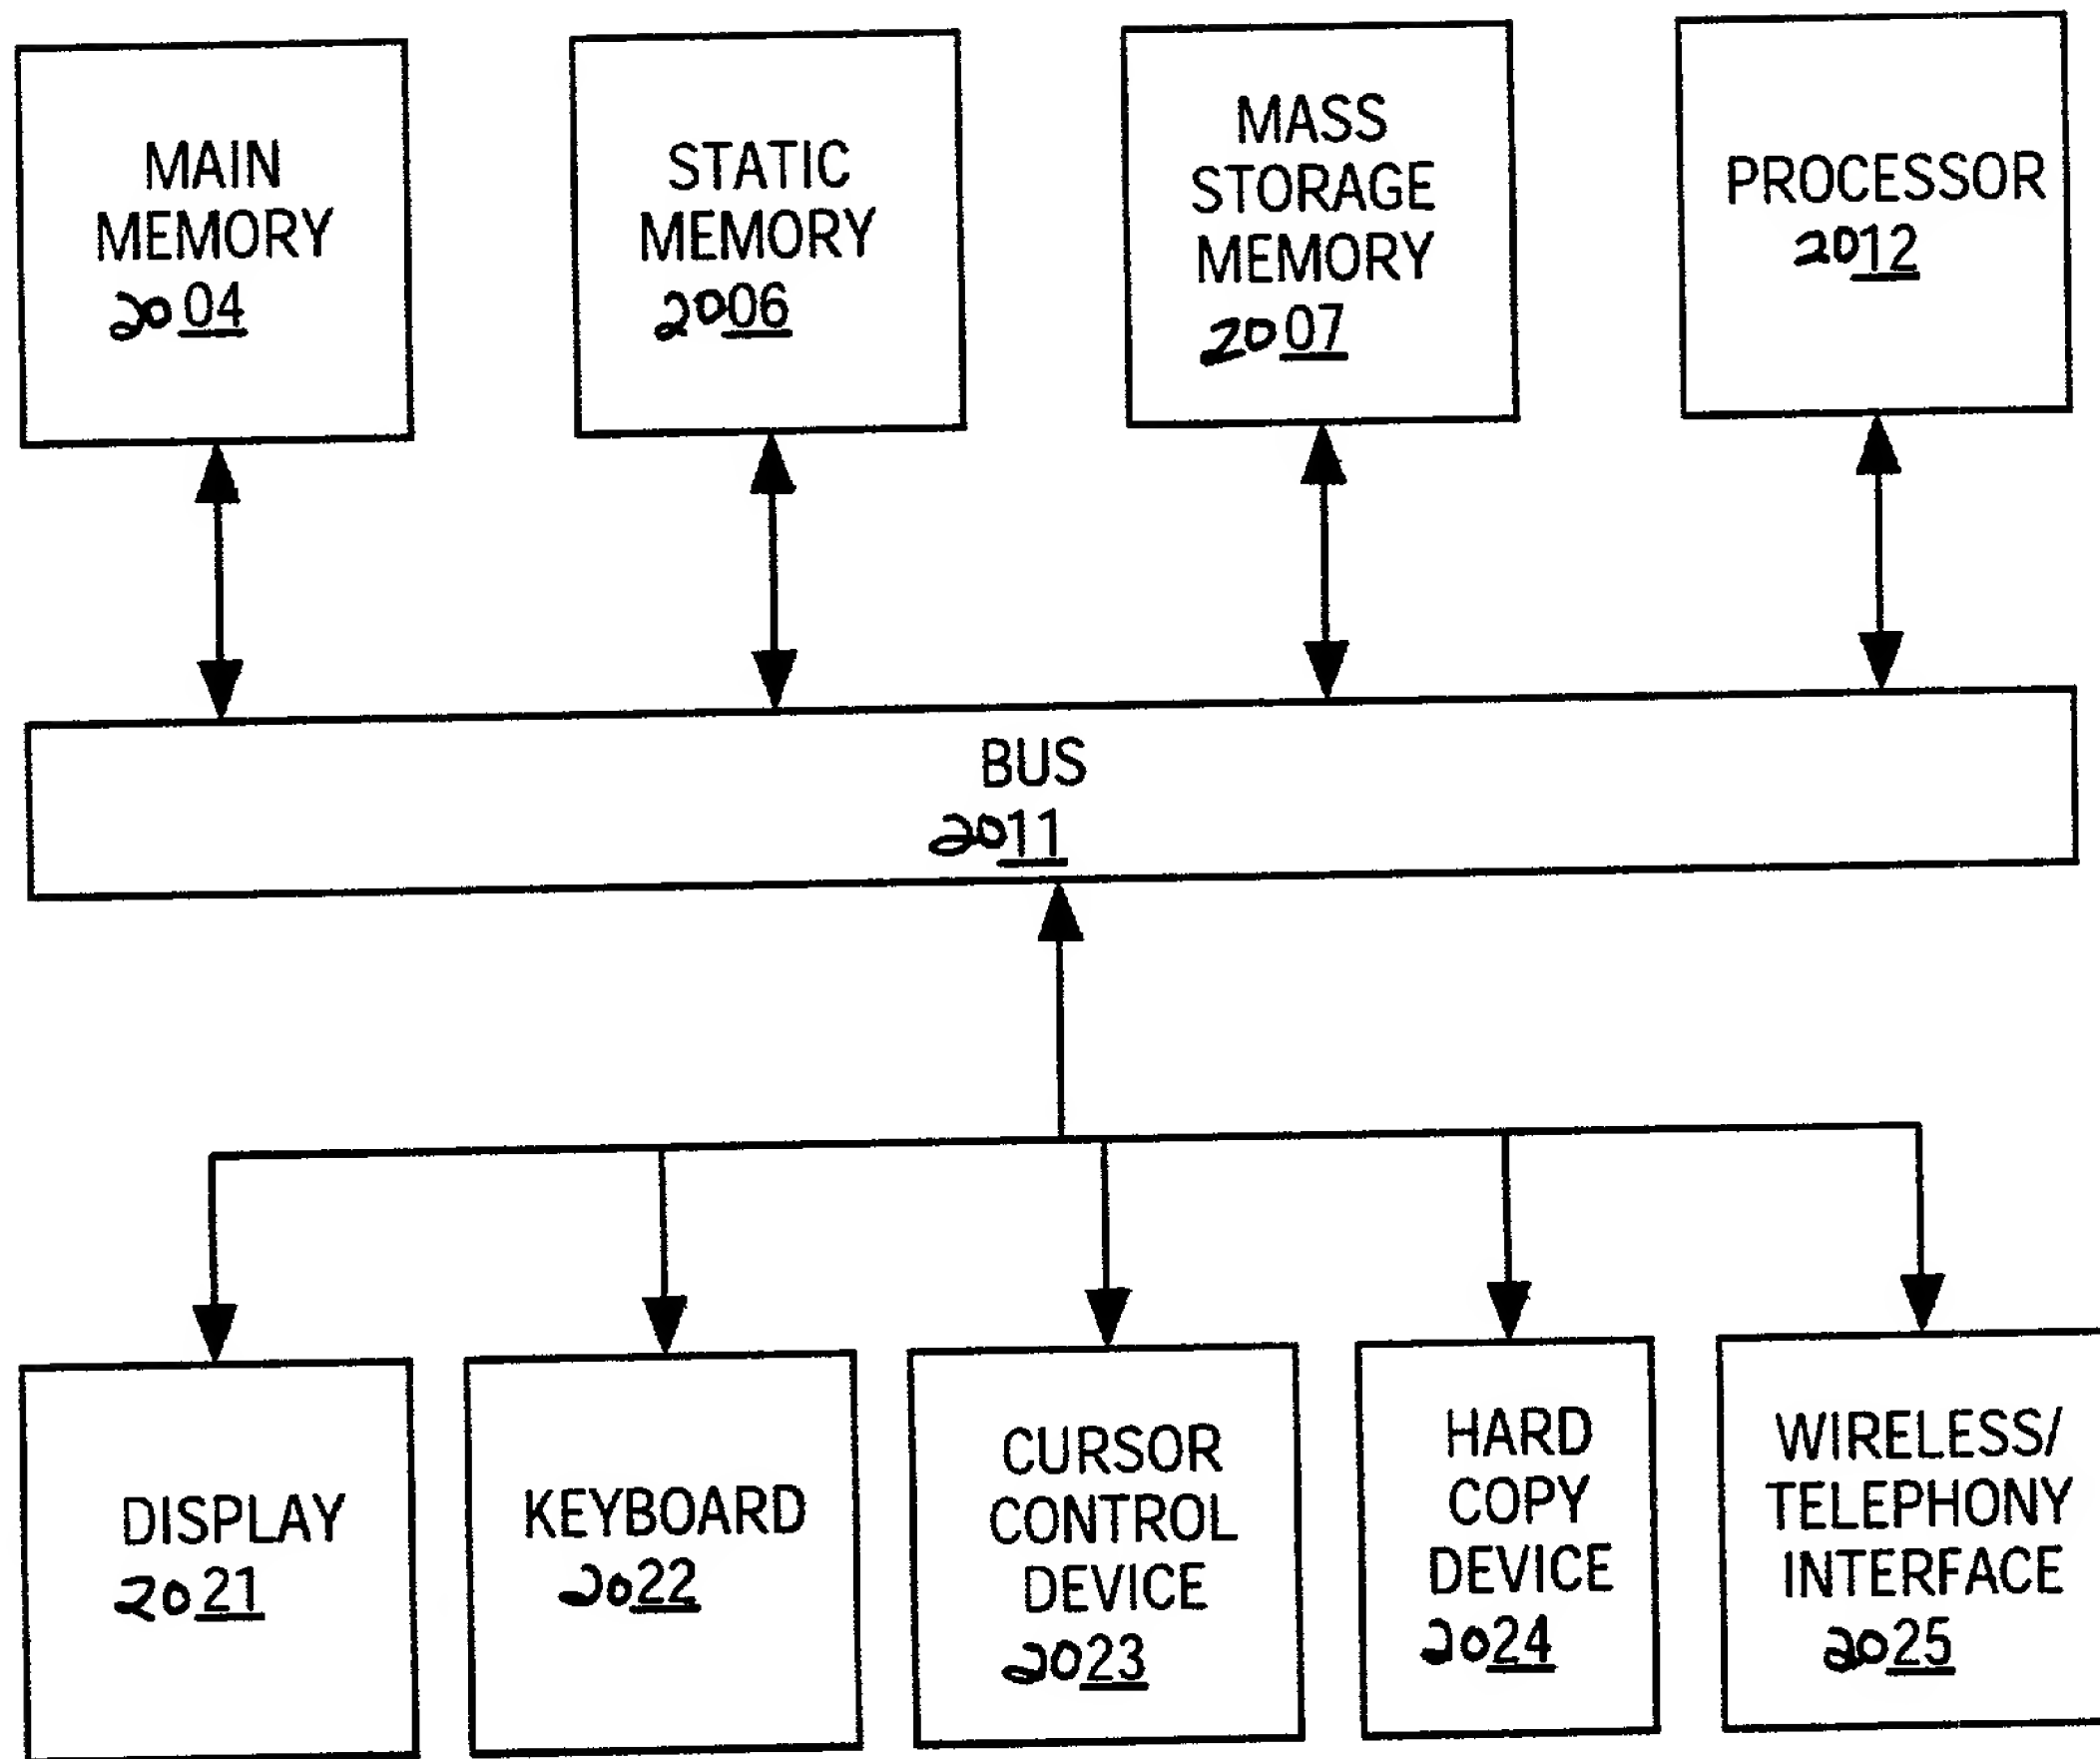 MAIN
MEMORY
2004
STATIC
MEMORY
2006
MASS
STORAGE
MEMORY
2007
PROCESSOR
2012
BUS
2011
DISPLAY
2021
KEYBOARD
2022
CURSOR
CONTROL
DEVICE
2023
HARD
COPY
DEVICE
2024
WIRELESS/
TELEPHONY
INTERFACE
2025